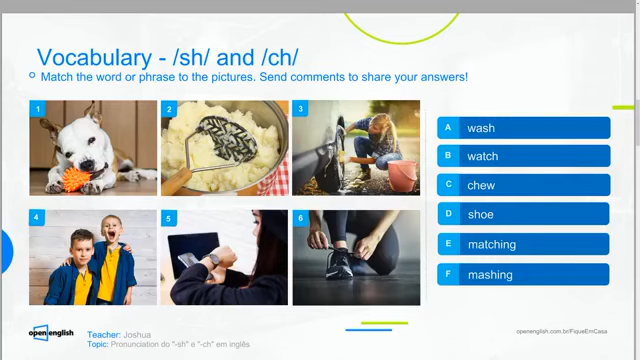 Vocabulary - /sh/ and /ch/
Match the word or phrase to the pictures. Send comments to share your answers!
1
2
3
4
5
6
A wash
B watch
C chew
D shoe
E matching
F mashing
openenglish
Teacher: Joshua
Topic: Pronunciation do "-sh" e "-ch" em inglês
openenglish.com.br/FiqueEmCasa